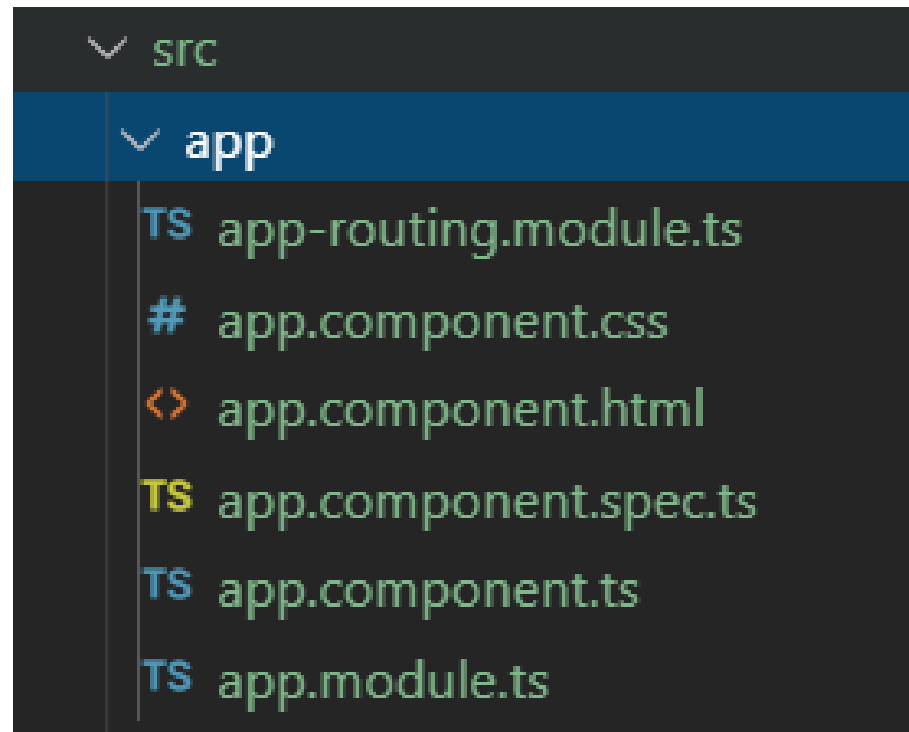 src
app
TS app-routing.module.ts
# app.component.css
<> app.component.html
TS app.component.spec.ts
TS app.component.ts
TS app.module.ts